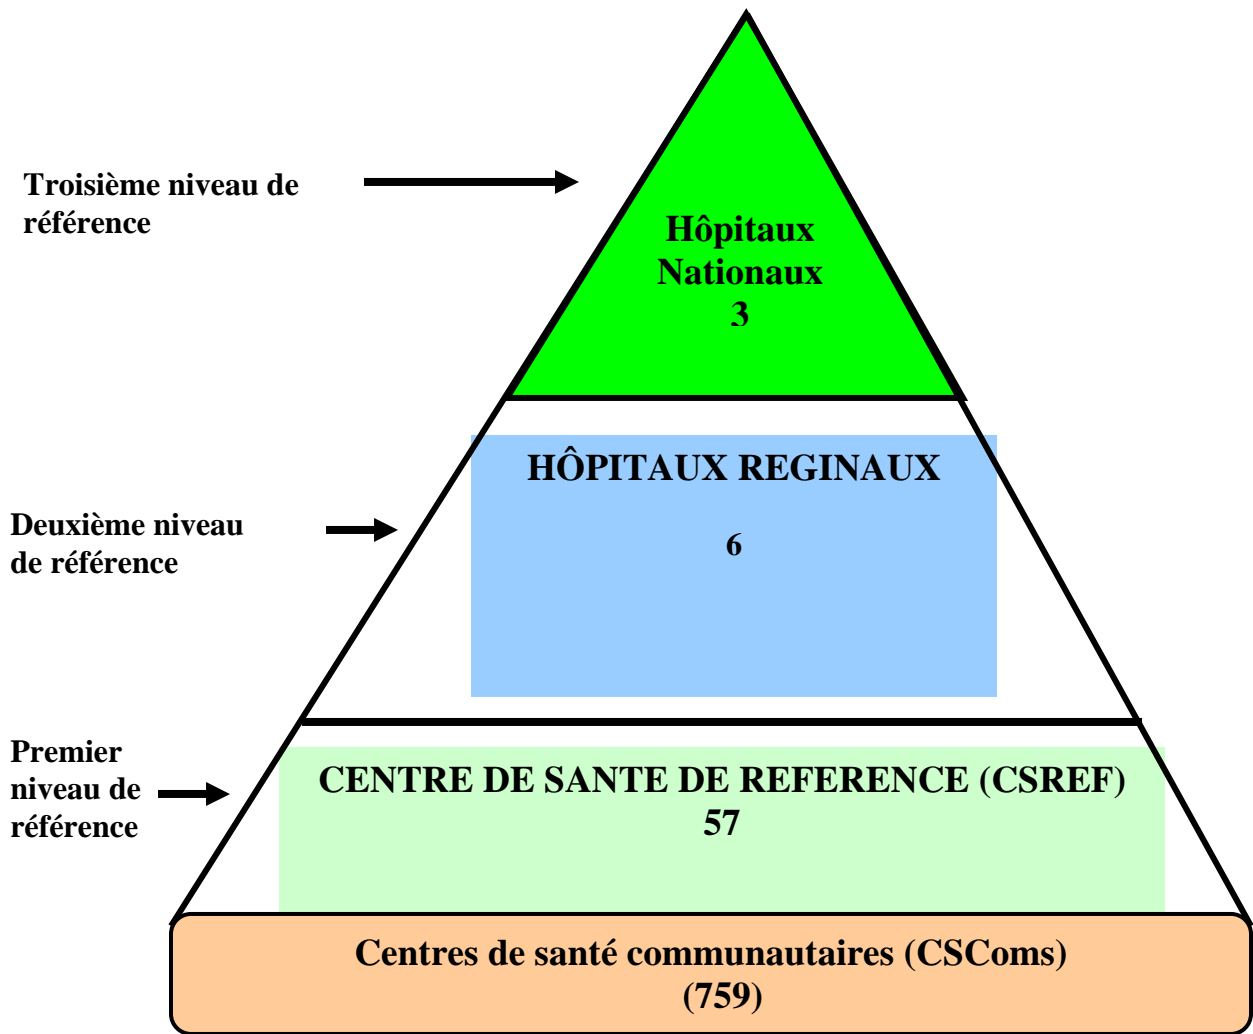 Troisième niveau de
référence
Hôpitaux
Nationaux
3
HÔPITAUX REGINAUX
6
Deuxième niveau
de référence
Premier
niveau de
référence
CENTRE DE SANTE DE REFERENCE (CSREF)
57
Centres de santé communautaires (CSComs)
(759)